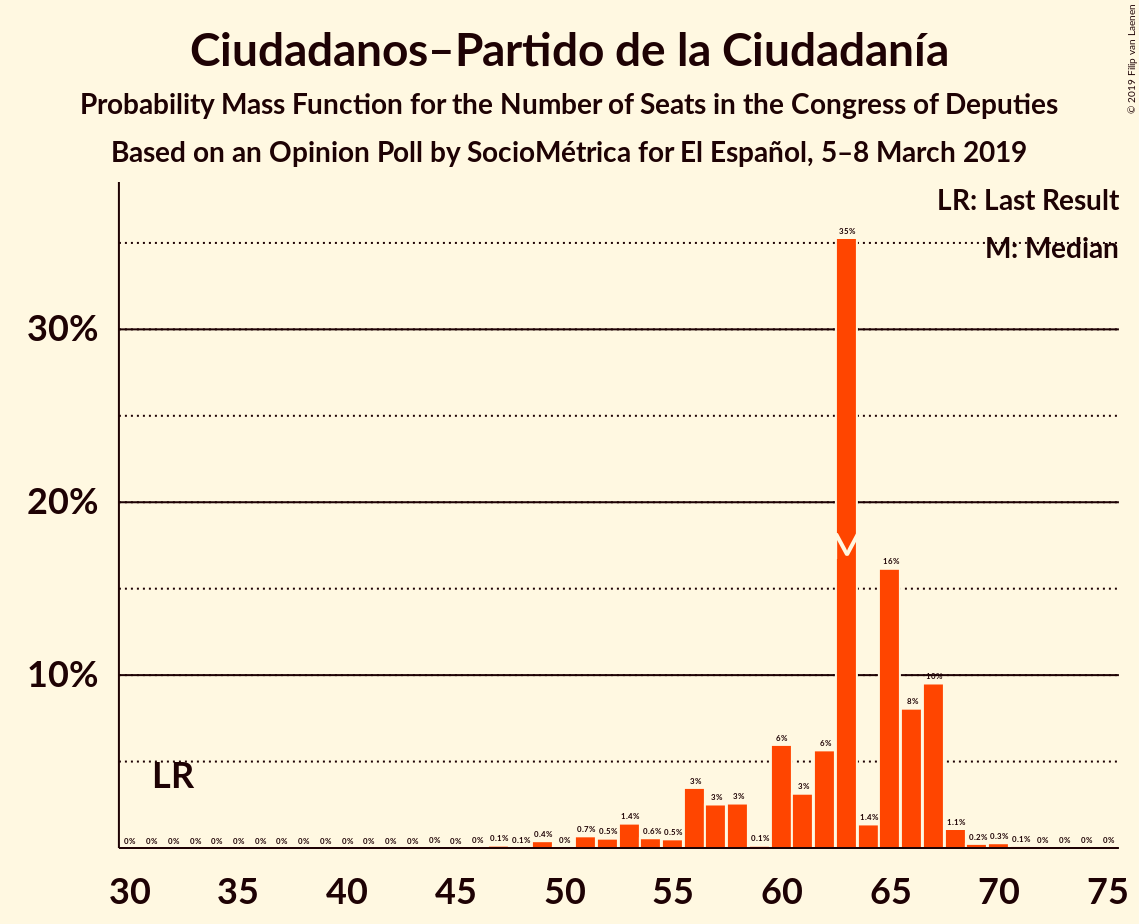 Ciudadanos–Partido de la Ciudadanía
Probability Mass Function for the Number of Seats in the Congress of Deputies
Based on an Opinion Poll by SocioMétrica for El Español, 5–8 March 2019
© 2019 Filip van Laenen
LR: Last Result
M: Median
30%
20%
10%
LR
0% 0% 0% 0% 0% 0% 0% 0% 0% 0% 0% 0% 0% 0% 0% 0% 0% 0.1% 0.1% 0.4% 0% 0.7% 0.5% 1.4% 0.6% 0.5% 3% 3% 3% 0.1% 6% 3% 6% 35% 1.4% 16% 8% 10% 1.1% 0.2% 0.3% 0.1% 0% 0% 0% 0%
30 35 40 45 50 55 60 65 70 75